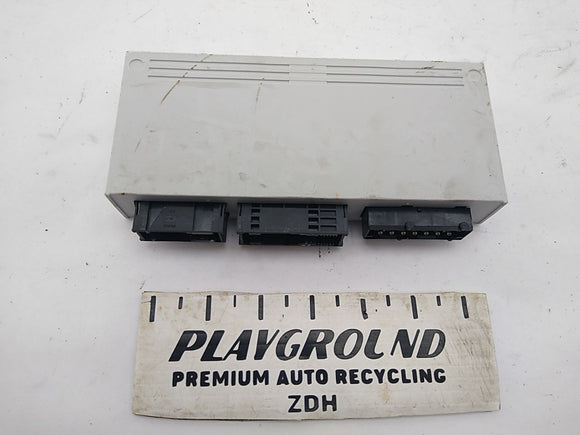 PLAYGROUND
PREMIUM AUTO RECYCLING
ZDH